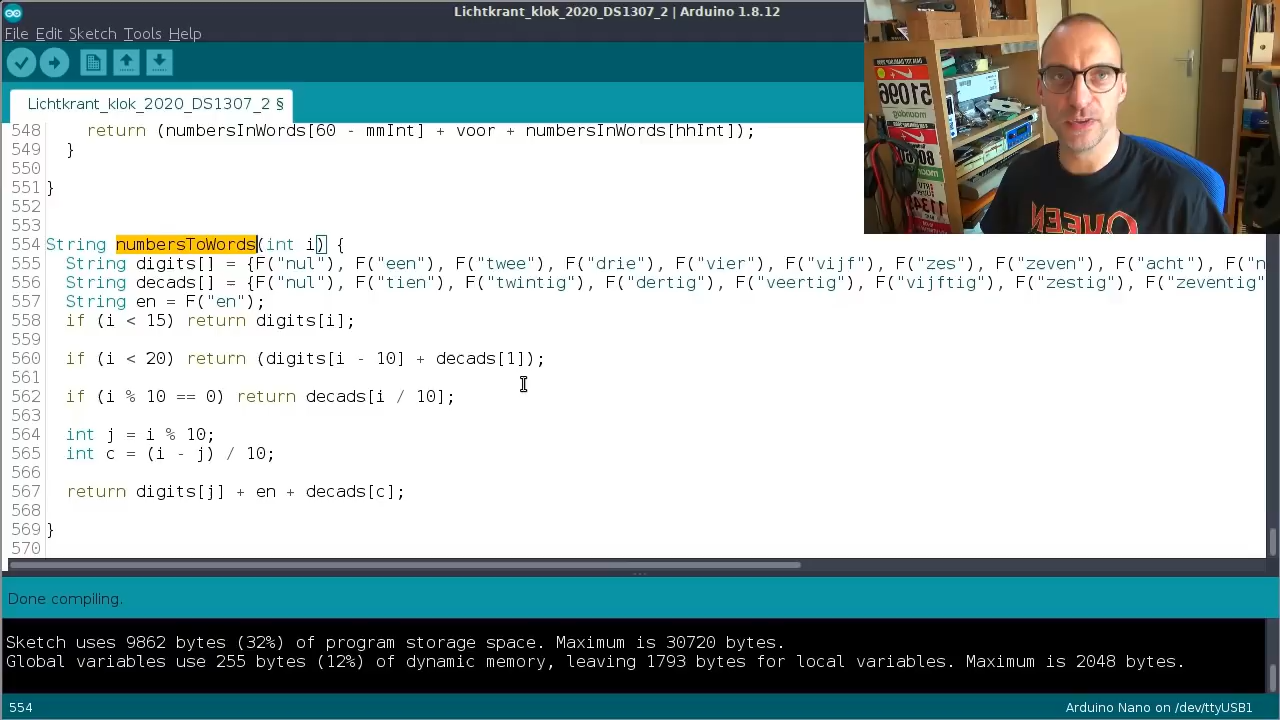 Lichtkrant_klok_2020_DS1307_2 | Arduino 1.8.12
File Edit Sketch Tools Help
Lichtkrant_klok_2020_DS1307_2 §
548 return (numbersInWords[60 - mmInt] + voor + numbersInWords[hhInt]);
549 }
550
551 }
552
553
554 String numbersToWords(int i) {
555 String digits[] = {F("nul"), F("een"), F("twee"), F("drie"), F("vier"), F("vijf"), F("zes"), F("zeven"), F("acht"), F("n
556 String decads[] = {F("nul"), F("tien"), F("twintig"), F("dertig"), F("veertig"), F("vijftig"), F("zestig"), F("zeventig"
557 String en = F("en");
558 if (i < 15) return digits[i];
559
560 if (i < 20) return (digits[i - 10] + decads[1]);
561
562 if (i % 10 == 0) return decads[i / 10];
563
564 int j = i % 10;
565 int c = (i - j) / 10;
566
567 return digits[j] + en + decads[c];
568
569 }
570
Done compiling.
Sketch uses 9862 bytes (32%) of program storage space. Maximum is 30720 bytes.
Global variables use 255 bytes (12%) of dynamic memory, leaving 1793 bytes for local variables. Maximum is 2048 bytes.
554
Arduino Nano on /dev/ttyUSB1
QUEEN